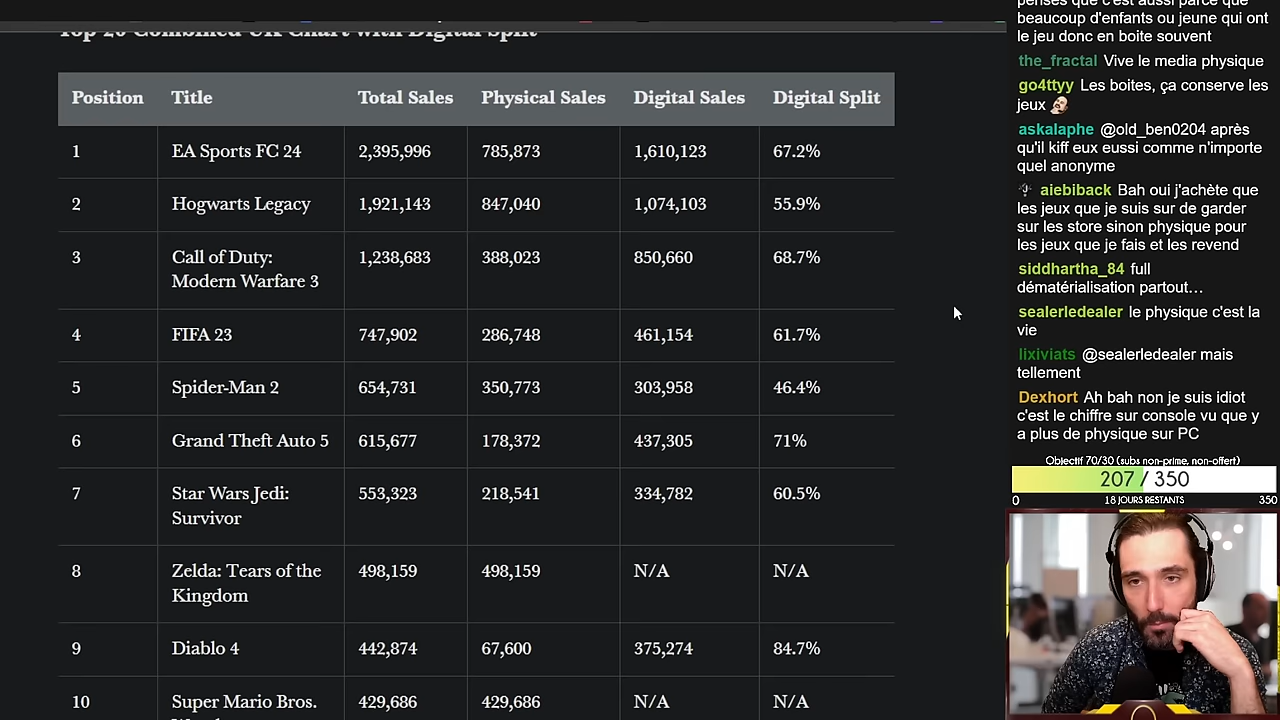 Top 20 Combined UK Chart with Digital Split
Position Title Total Sales Physical Sales Digital Sales Digital Split
1 EA Sports FC 24 2,395,996 785,873 1,610,123 67.2%
2 Hogwarts Legacy 1,921,143 847,040 1,074,103 55.9%
3 Call of Duty: 1,238,683 388,023 850,660 68.7%
Modern Warfare 3
4 FIFA 23 747,902 286,748 461,154 61.7%
5 Spider-Man 2 654,731 350,773 303,958 46.4%
6 Grand Theft Auto 5 615,677 178,372 437,305 71%
7 Star Wars Jedi: 553,323 218,541 334,782 60.5%
Survivor
8 Zelda: Tears of the 498,159 498,159 N/A N/A
Kingdom
9 Diablo 4 442,874 67,600 375,274 84.7%
10 Super Mario Bros. 429,686 429,686 N/A N/A
penses que c'est aussi parce que
beaucoup d'enfants ou jeune qui ont
le jeu donc en boite souvent
the_fractal Vive le media physique
go4ttyy Les boites, ça conserve les
jeux
askalaphe @old_ben0204 après
qu'il kiff eux eussi comme n'importe
quel anonyme
aiebiback Bah oui j'achète que
les jeux que je suis sur de garder
sur les store sinon physique pour
les jeux que je fais et les revend
siddhartha_84 full
dématérialisation partout…
sealerledealer le physique c'est la
vie
lixiviats @sealerledealer mais
tellement
Dexhort Ah bah non je suis idiot
c'est le chiffre sur console vu que y
a plus de physique sur PC
Objectif 70/30 (subs non-prime, non-offert)
207 / 350
0 18 JOURS RESTANTS 350